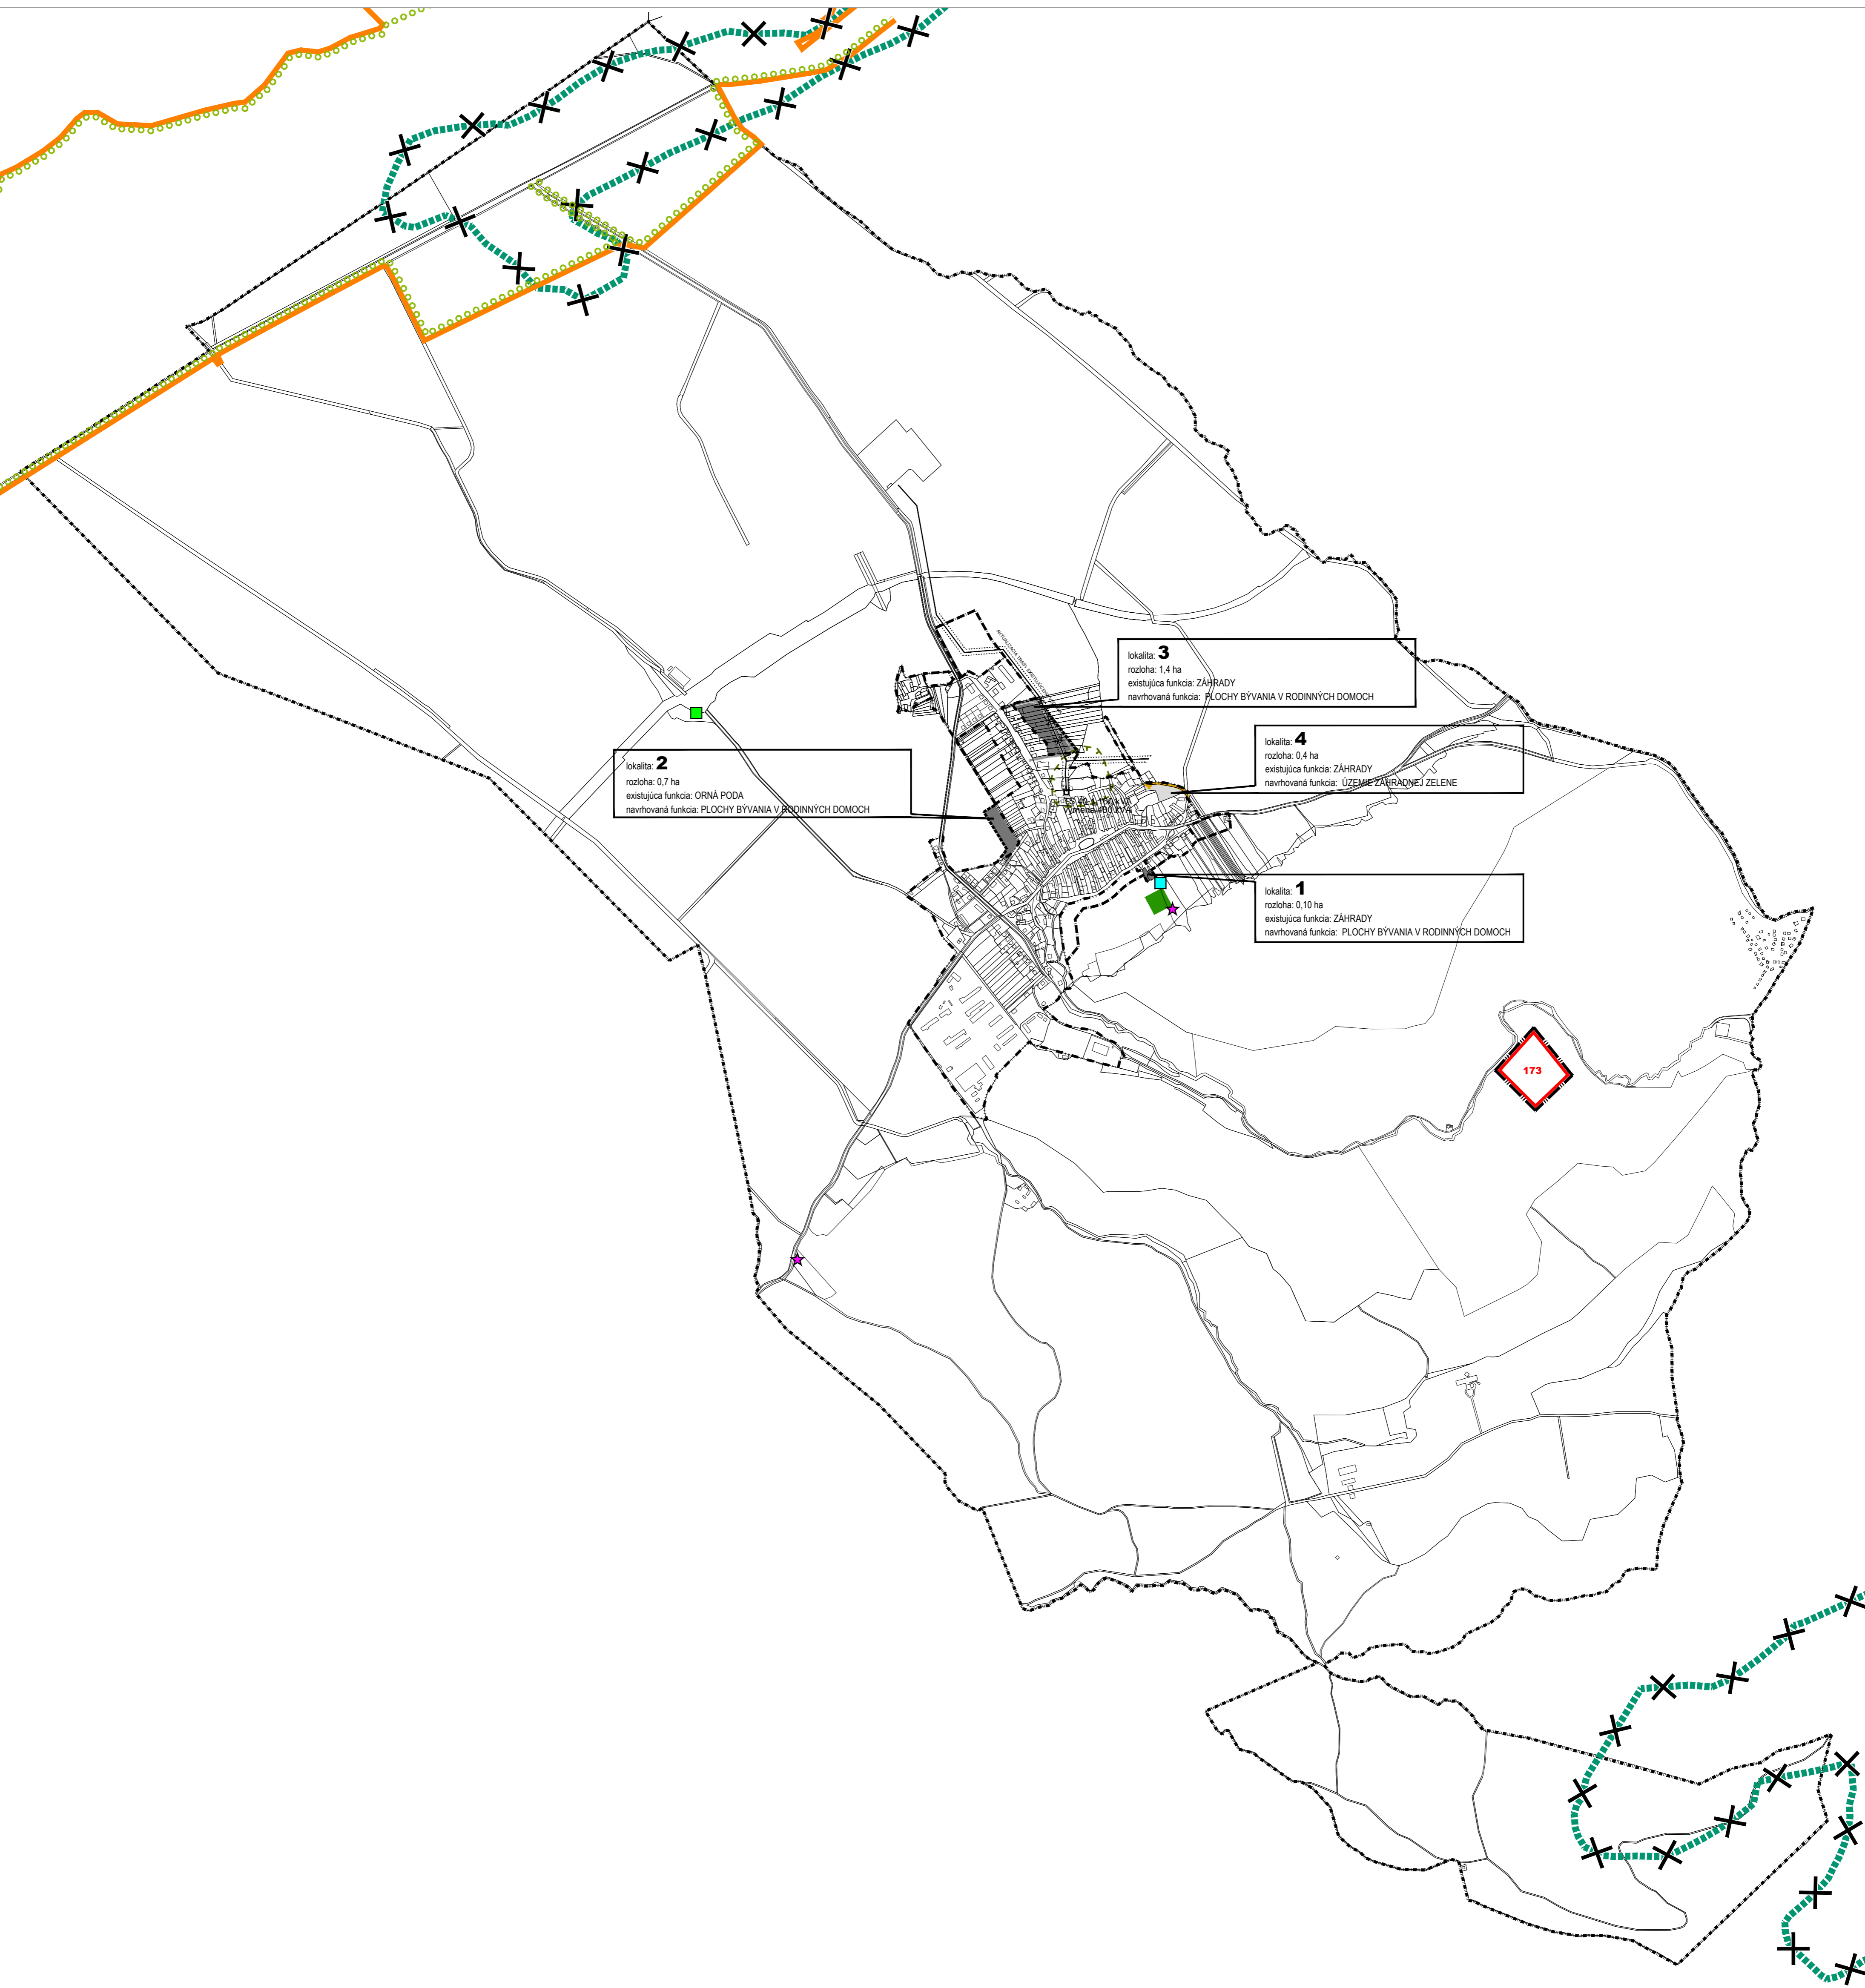 AKTUALIZÁCIA TRASY
lokalita: 3
rozloha: 1,4 ha
existujúca funkcia: ZÁHRADY
navrhovaná funkcia: PLOCHY BÝVANIA V RODINNÝCH DOMOCH
lokalita: 4
rozloha: 0,4 ha
existujúca funkcia: ZÁHRADY
navrhovaná funkcia: ÚZEMIE ZÁHRADNEJ ZELENE
lokalita: 2
rozloha: 0,7 ha
existujúca funkcia: ORNÁ PODA
navrhovaná funkcia: PLOCHY BÝVANIA V RODINNÝCH DOMOCH
lokalita: 1
rozloha: 0,10 ha
existujúca funkcia: ZÁHRADY
navrhovaná funkcia: PLOCHY BÝVANIA V RODINNÝCH DOMOCH
173